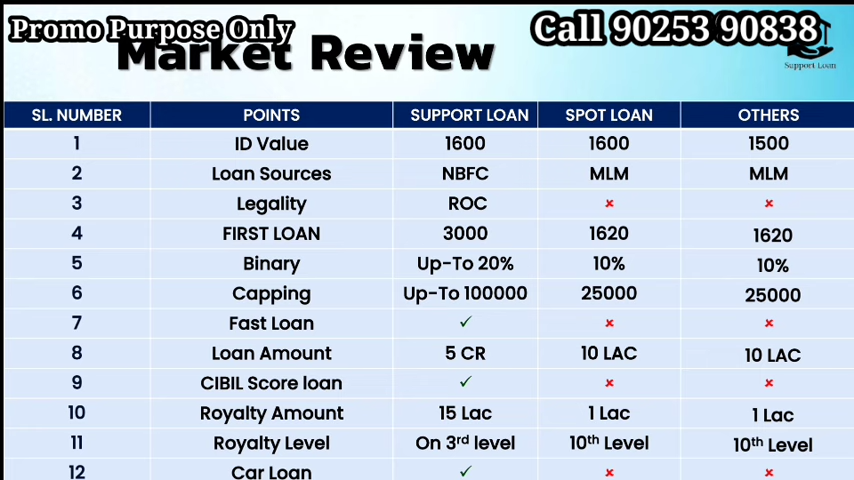 Promo Purpose Only
Call 90253 90838
Market Review
Support Loan
SL. NUMBER POINTS SUPPORT LOAN SPOT LOAN OTHERS
1 ID Value 1600 1600 1500
2 Loan Sources NBFC MLM MLM
3 Legality ROC ✘ ✘
4 FIRST LOAN 3000 1620 1620
5 Binary Up-To 20% 10% 10%
6 Capping Up-To 100000 25000 25000
7 Fast Loan ✓ ✘ ✘
8 Loan Amount 5 CR 10 LAC 10 LAC
9 CIBIL Score loan ✓ ✘ ✘
10 Royalty Amount 15 Lac 1 Lac 1 Lac
11 Royalty Level On 3rd level 10th Level 10th Level
12 Car Loan ✓ ✘ ✘